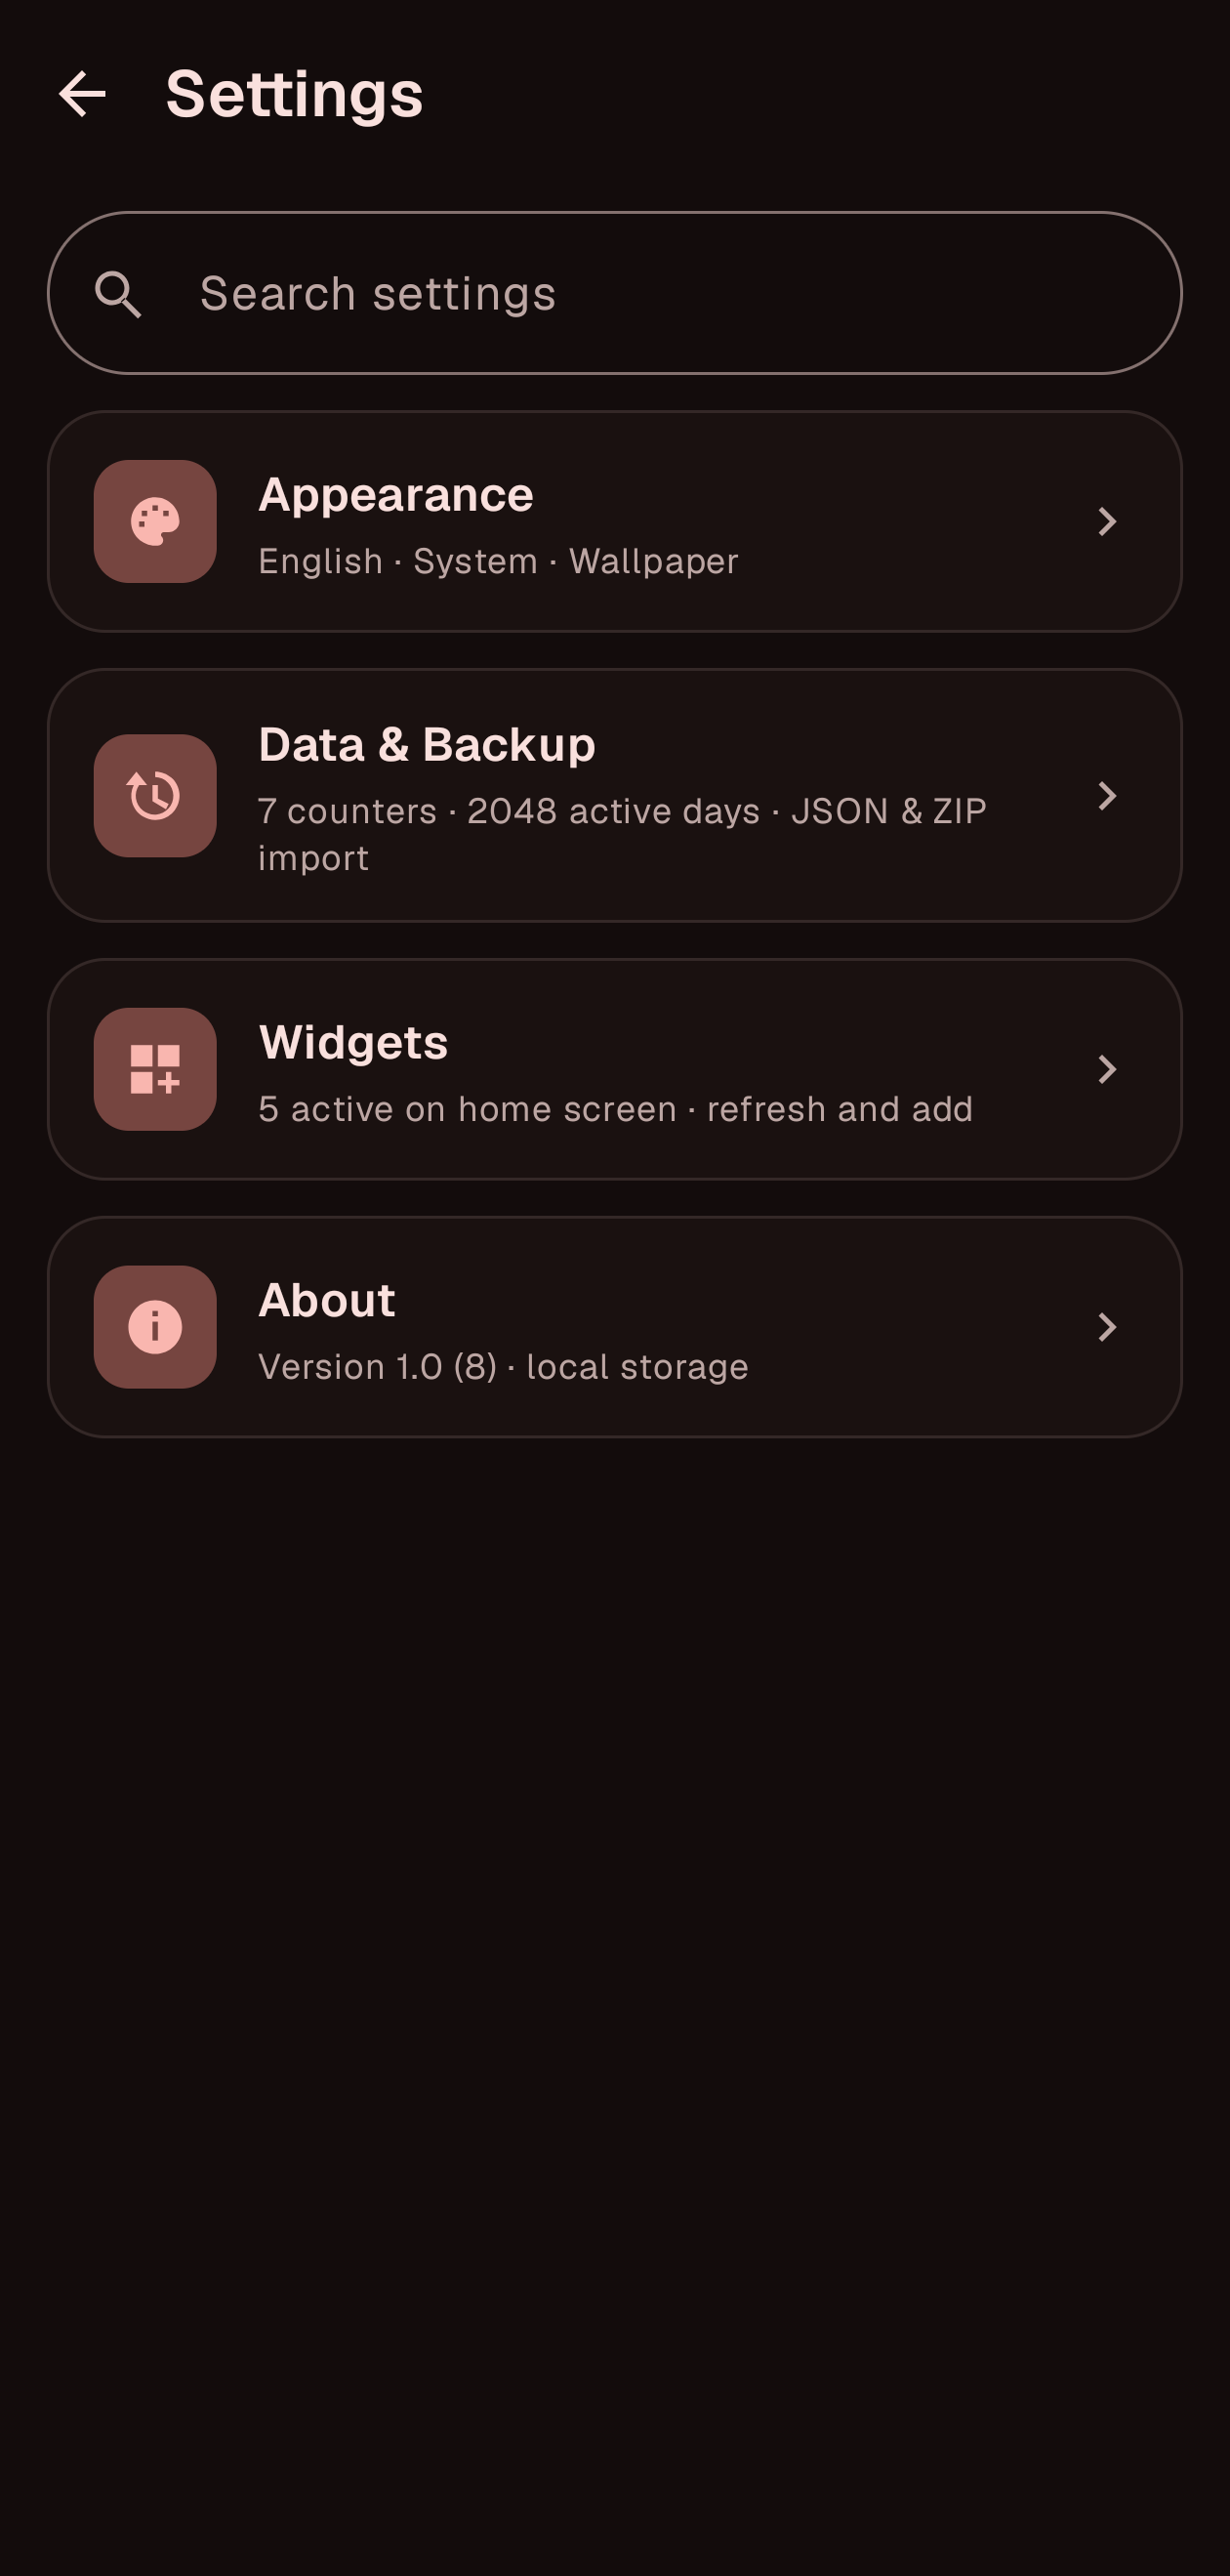 Settings
Search settings
Appearance
English · System · Wallpaper
Data & Backup
7 counters · 2048 active days · JSON & ZIP
import
Widgets
5 active on home screen · refresh and add
About
Version 1.0 (8) · local storage